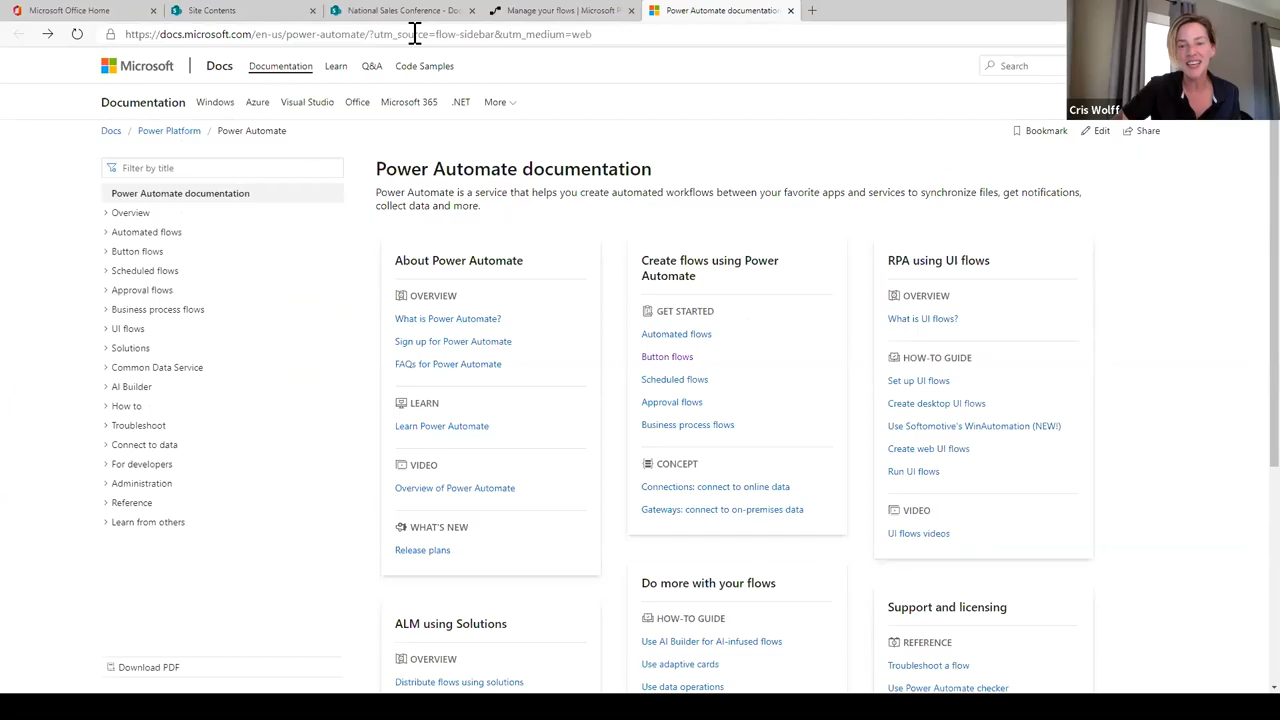 Microsoft Office Home
Site Contents
National Sales Conference - Doc
Manage your flows | Microsoft P
Power Automate documentation
https://docs.microsoft.com/en-us/power-automate/?utm_source=flow-sidebar&utm_medium=web
Microsoft
Docs
Documentation
Learn
Q&A
Code Samples
Search
Cris Wolff
Documentation
Windows
Azure
Visual Studio
Office
Microsoft 365
.NET
More
Docs / Power Platform / Power Automate
Bookmark
Edit
Share
Filter by title
Power Automate documentation
Overview
Automated flows
Button flows
Scheduled flows
Approval flows
Business process flows
UI flows
Solutions
Common Data Service
AI Builder
How to
Troubleshoot
Connect to data
For developers
Administration
Reference
Learn from others
Download PDF
Power Automate documentation
Power Automate is a service that helps you create automated workflows between your favorite apps and services to synchronize files, get notifications,
collect data and more.
About Power Automate
OVERVIEW
What is Power Automate?
Sign up for Power Automate
FAQs for Power Automate
LEARN
Learn Power Automate
VIDEO
Overview of Power Automate
WHAT'S NEW
Release plans
ALM using Solutions
OVERVIEW
Distribute flows using solutions
Create flows using Power
Automate
GET STARTED
Automated flows
Button flows
Scheduled flows
Approval flows
Business process flows
CONCEPT
Connections: connect to online data
Gateways: connect to on-premises data
Do more with your flows
HOW-TO GUIDE
Use AI Builder for AI-infused flows
Use adaptive cards
Use data operations
RPA using UI flows
OVERVIEW
What is UI flows?
HOW-TO GUIDE
Set up UI flows
Create desktop UI flows
Use Softomotive's WinAutomation (NEW!)
Create web UI flows
Run UI flows
VIDEO
UI flows videos
Support and licensing
REFERENCE
Troubleshoot a flow
Use Power Automate checker